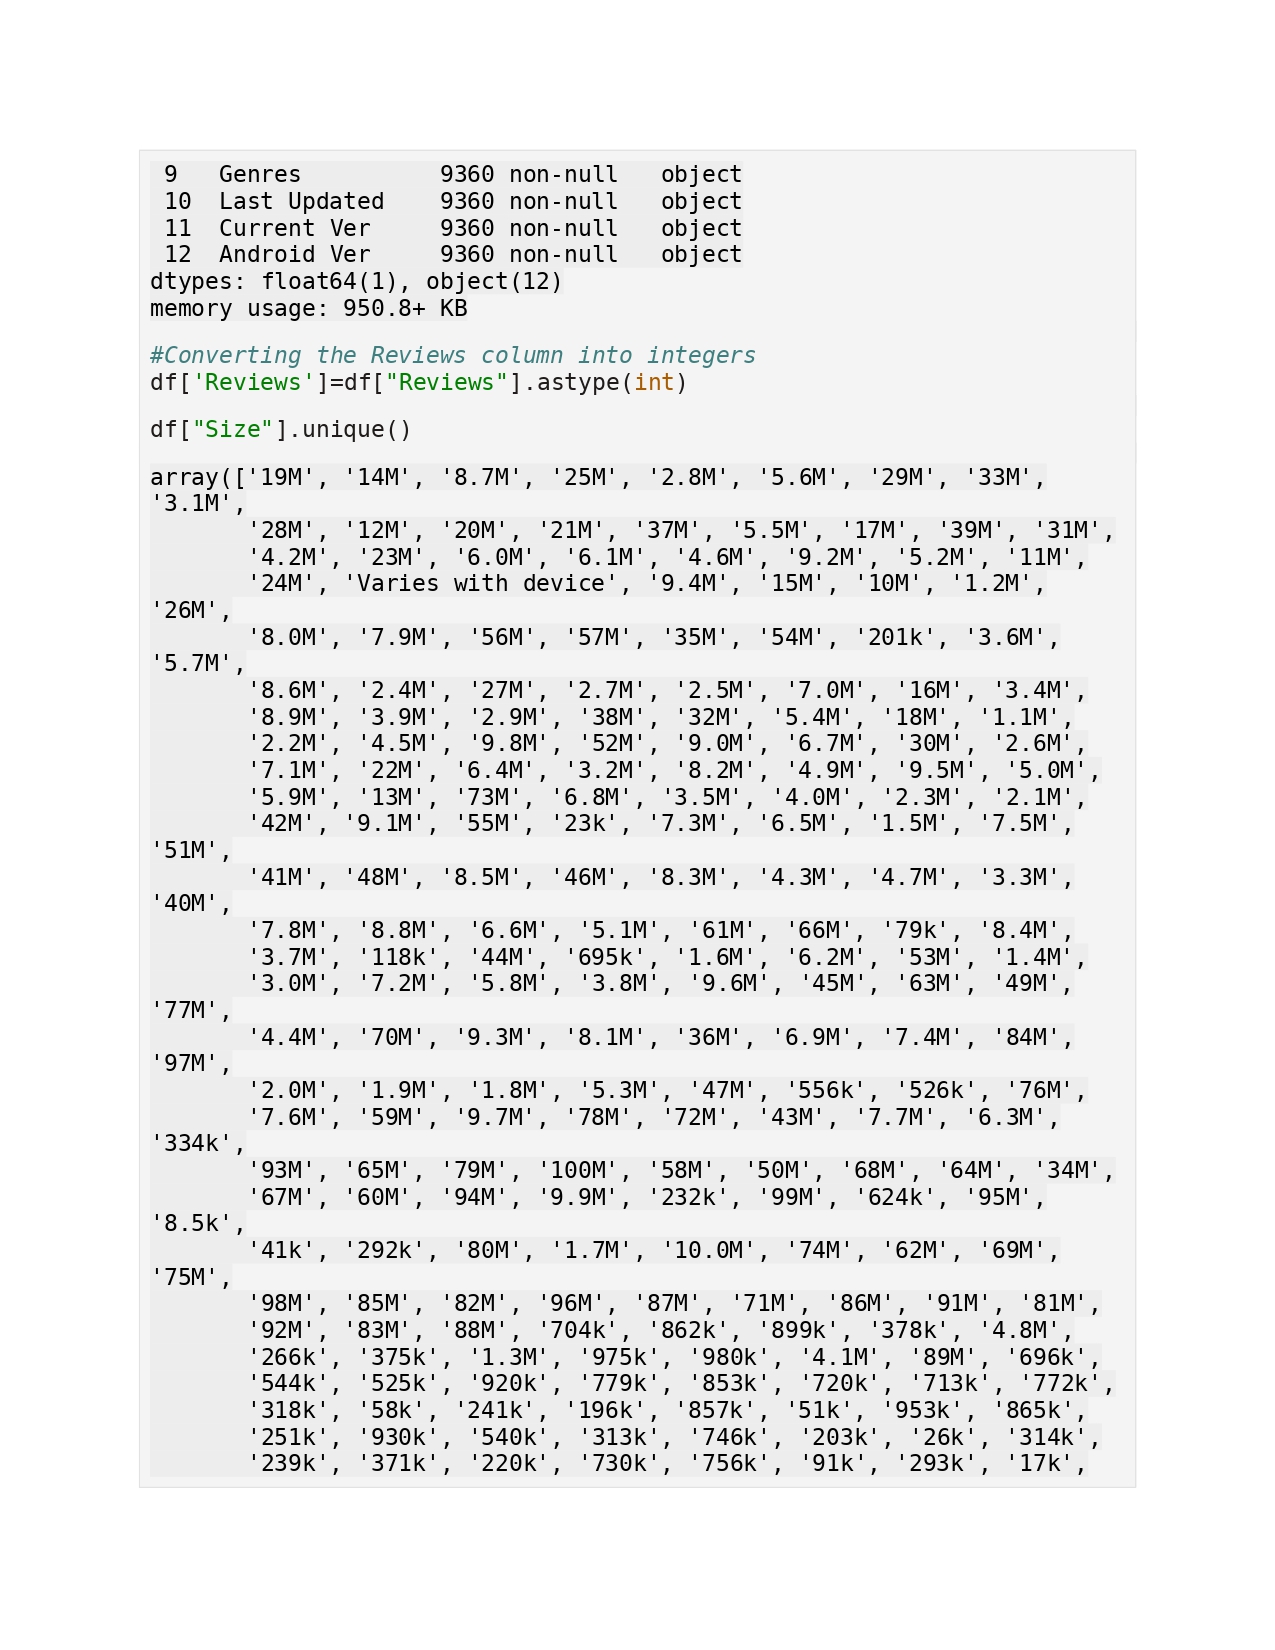 9   Genres          9360 non-null   object
 10  Last Updated    9360 non-null   object
 11  Current Ver     9360 non-null   object
 12  Android Ver     9360 non-null   object
dtypes: float64(1), object(12)
memory usage: 950.8+ KB
#Converting the Reviews column into integers
df['Reviews']=df["Reviews"].astype(int)
df["Size"].unique()
array(['19M', '14M', '8.7M', '25M', '2.8M', '5.6M', '29M', '33M',
'3.1M',
       '28M', '12M', '20M', '21M', '37M', '5.5M', '17M', '39M', '31M',
       '4.2M', '23M', '6.0M', '6.1M', '4.6M', '9.2M', '5.2M', '11M',
       '24M', 'Varies with device', '9.4M', '15M', '10M', '1.2M',
'26M',
       '8.0M', '7.9M', '56M', '57M', '35M', '54M', '201k', '3.6M',
'5.7M',
       '8.6M', '2.4M', '27M', '2.7M', '2.5M', '7.0M', '16M', '3.4M',
       '8.9M', '3.9M', '2.9M', '38M', '32M', '5.4M', '18M', '1.1M',
       '2.2M', '4.5M', '9.8M', '52M', '9.0M', '6.7M', '30M', '2.6M',
       '7.1M', '22M', '6.4M', '3.2M', '8.2M', '4.9M', '9.5M', '5.0M',
       '5.9M', '13M', '73M', '6.8M', '3.5M', '4.0M', '2.3M', '2.1M',
       '42M', '9.1M', '55M', '23k', '7.3M', '6.5M', '1.5M', '7.5M',
'51M',
       '41M', '48M', '8.5M', '46M', '8.3M', '4.3M', '4.7M', '3.3M',
'40M',
       '7.8M', '8.8M', '6.6M', '5.1M', '61M', '66M', '79k', '8.4M',
       '3.7M', '118k', '44M', '695k', '1.6M', '6.2M', '53M', '1.4M',
       '3.0M', '7.2M', '5.8M', '3.8M', '9.6M', '45M', '63M', '49M',
'77M',
       '4.4M', '70M', '9.3M', '8.1M', '36M', '6.9M', '7.4M', '84M',
'97M',
       '2.0M', '1.9M', '1.8M', '5.3M', '47M', '556k', '526k', '76M',
       '7.6M', '59M', '9.7M', '78M', '72M', '43M', '7.7M', '6.3M',
'334k',
       '93M', '65M', '79M', '100M', '58M', '50M', '68M', '64M', '34M',
       '67M', '60M', '94M', '9.9M', '232k', '99M', '624k', '95M',
'8.5k',
       '41k', '292k', '80M', '1.7M', '10.0M', '74M', '62M', '69M',
'75M',
       '98M', '85M', '82M', '96M', '87M', '71M', '86M', '91M', '81M',
       '92M', '83M', '88M', '704k', '862k', '899k', '378k', '4.8M',
       '266k', '375k', '1.3M', '975k', '980k', '4.1M', '89M', '696k',
       '544k', '525k', '920k', '779k', '853k', '720k', '713k', '772k',
       '318k', '58k', '241k', '196k', '857k', '51k', '953k', '865k',
       '251k', '930k', '540k', '313k', '746k', '203k', '26k', '314k',
       '239k', '371k', '220k', '730k', '756k', '91k', '293k', '17k',